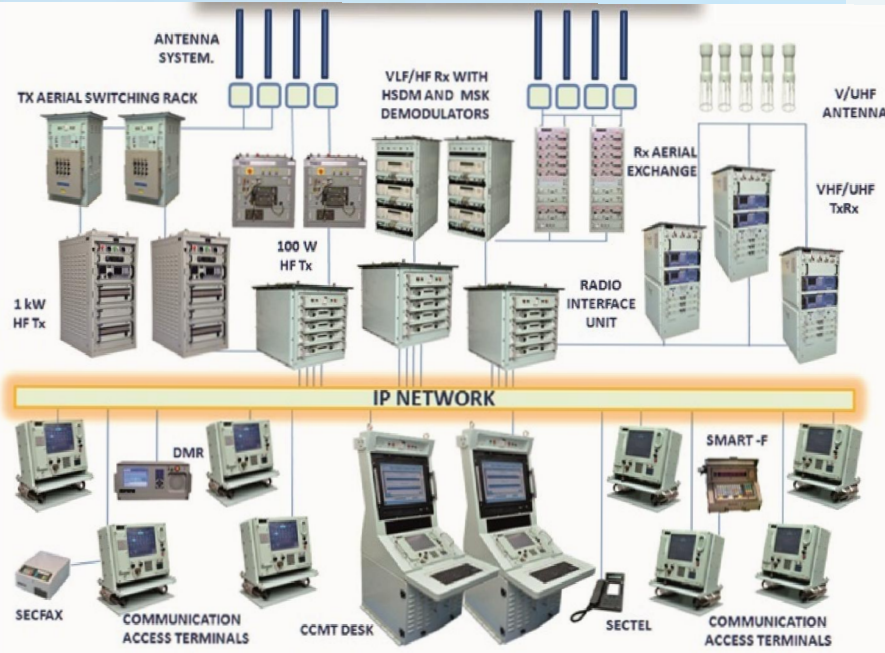 ANTENNA
SYSTEM.
TX AERIAL SWITCHING RACK
VLF/HF Rx WITH
HSDM AND MSK
DEMODULATORS
V/UHF
ANTENNA
Rx AERIAL
EXCHANGE
VHF/UHF
TxRx
100 W
HF Tx
1 kW
HF Tx
RADIO
INTERFACE
UNIT
IP NETWORK
DMR
SMART -F
SECFAX
COMMUNICATION
ACCESS TERMINALS
CCMT DESK
SECTEL
COMMUNICATION
ACCESS TERMINALS